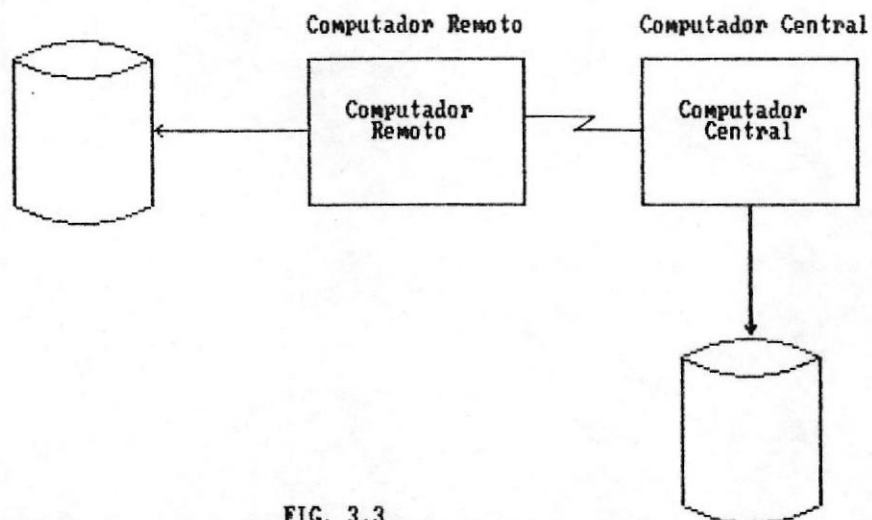 Computador Remoto
Computador Central
Computador
Remoto
Computador
Central
FIG. 3.3